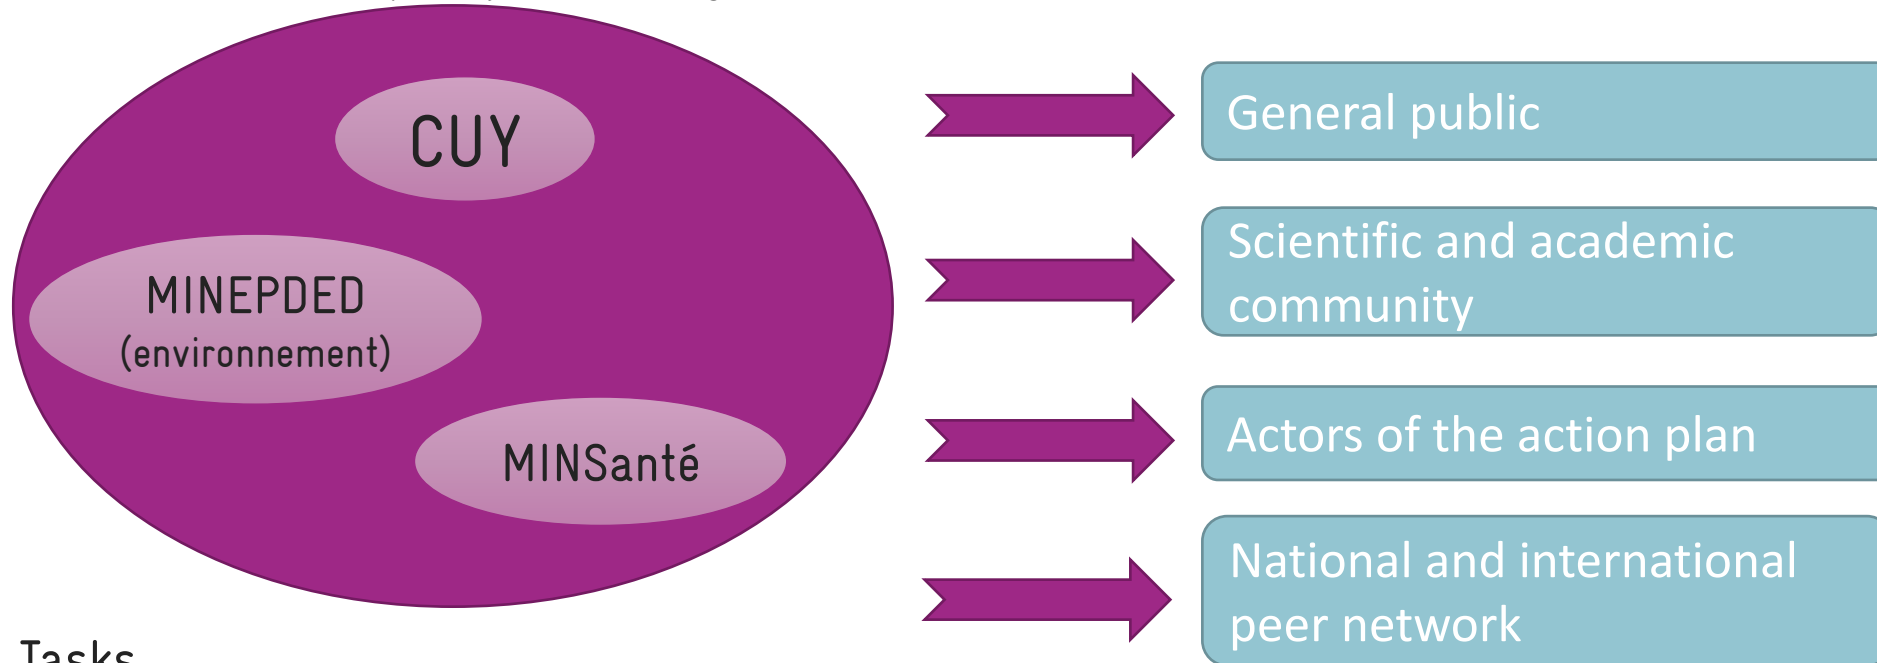 CUY
MINEPDED
(environnement)
MINSanté
General public
Scientific and academic
community
Actors of the action plan
National and international
peer network
Tasks